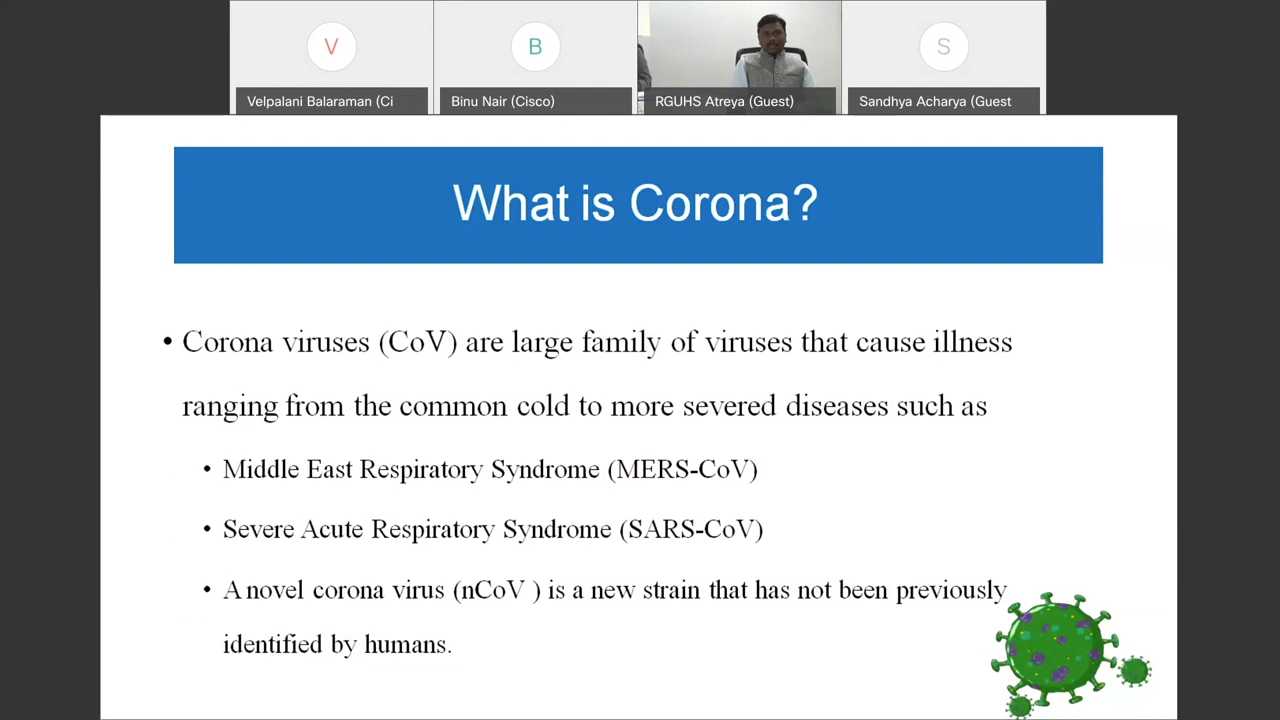 V
B
S
Velpalani Balaraman (Ci
Binu Nair (Cisco)
RGUHS Atreya (Guest)
Sandhya Acharya (Guest
What is Corona?
• Corona viruses (CoV) are large family of viruses that cause illness
ranging from the common cold to more severed diseases such as
• Middle East Respiratory Syndrome (MERS-CoV)
• Severe Acute Respiratory Syndrome (SARS-CoV)
• A novel corona virus (nCoV ) is a new strain that has not been previously
identified by humans.